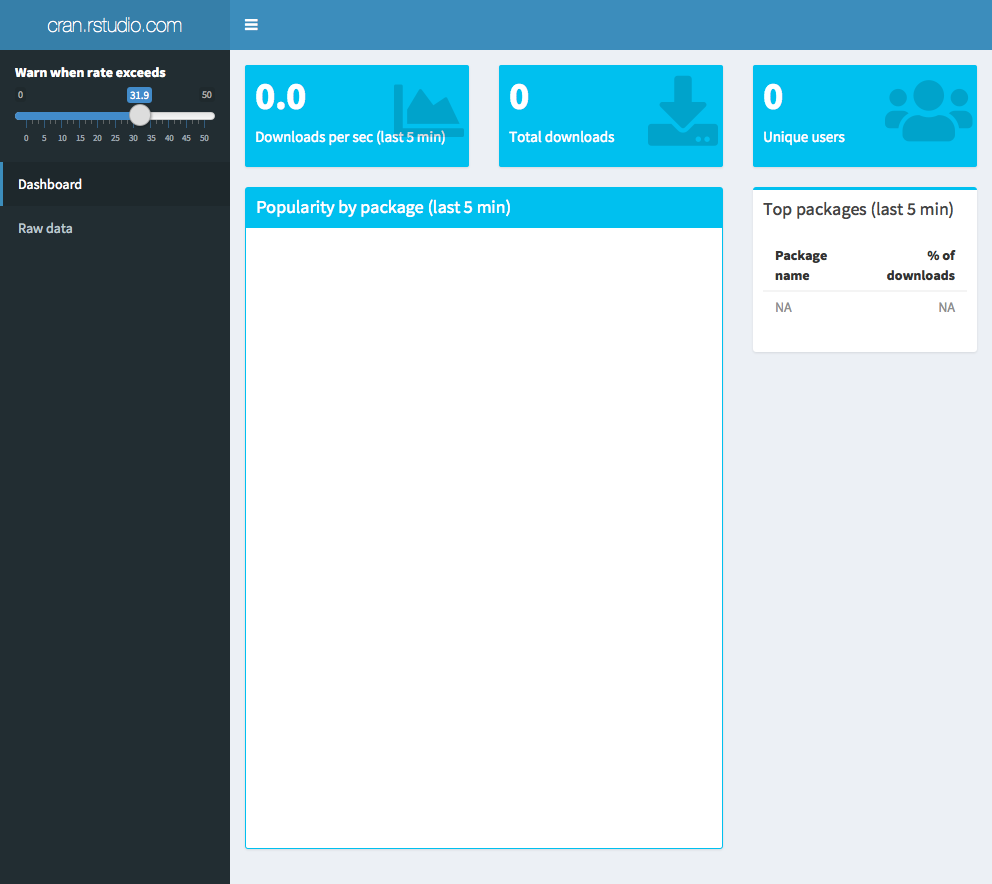 cran.rstudio.com
Warn when rate exceeds
0 31.9 50
0 5 10 15 20 25 30 35 40 45 50
Dashboard
Raw data
0.0
Downloads per sec (last 5 min)
0
Total downloads
0
Unique users
Popularity by package (last 5 min)
Top packages (last 5 min)
Package % of
name downloads
NA NA